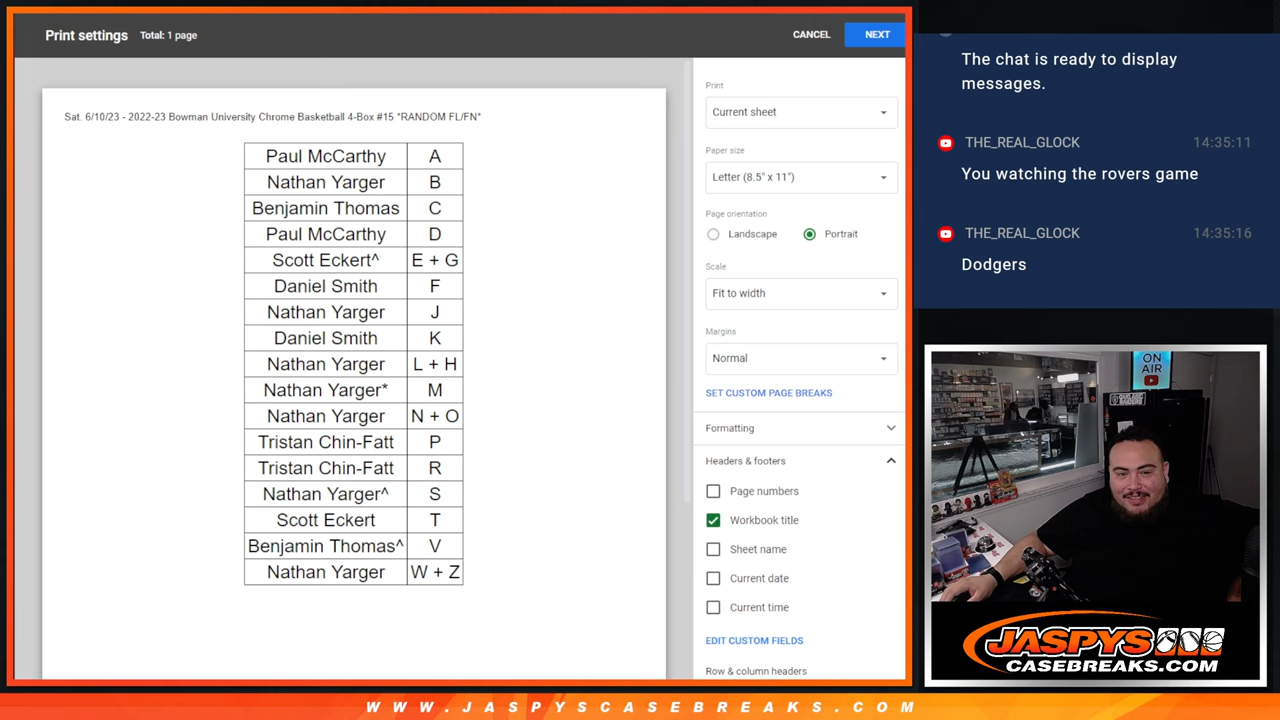 Print settings
Total: 1 page
CANCEL
NEXT
Sat. 6/10/23 - 2022-23 Bowman University Chrome Basketball 4-Box #15 *RANDOM FL/FN*
Paul McCarthy A
Nathan Yarger B
Benjamin Thomas C
Paul McCarthy D
Scott Eckert^ E + G
Daniel Smith F
Nathan Yarger J
Daniel Smith K
Nathan Yarger L + H
Nathan Yarger* M
Nathan Yarger N + O
Tristan Chin-Fatt P
Tristan Chin-Fatt R
Nathan Yarger^ S
Scott Eckert T
Benjamin Thomas^ V
Nathan Yarger W + Z
Print
Current sheet
Paper size
Letter (8.5" x 11")
Page orientation
Landscape
Portrait
Scale
Fit to width
Margins
Normal
SET CUSTOM PAGE BREAKS
Formatting
Headers & footers
Page numbers
Workbook title
Sheet name
Current date
Current time
EDIT CUSTOM FIELDS
Row & column headers
The chat is ready to display
messages.
THE_REAL_GLOCK 14:35:11
You watching the rovers game
THE_REAL_GLOCK 14:35:16
Dodgers
ON
AIR
JASPYS
CASEBREAKS.COM
WWW.JASPYSCASEBREAKS.COM